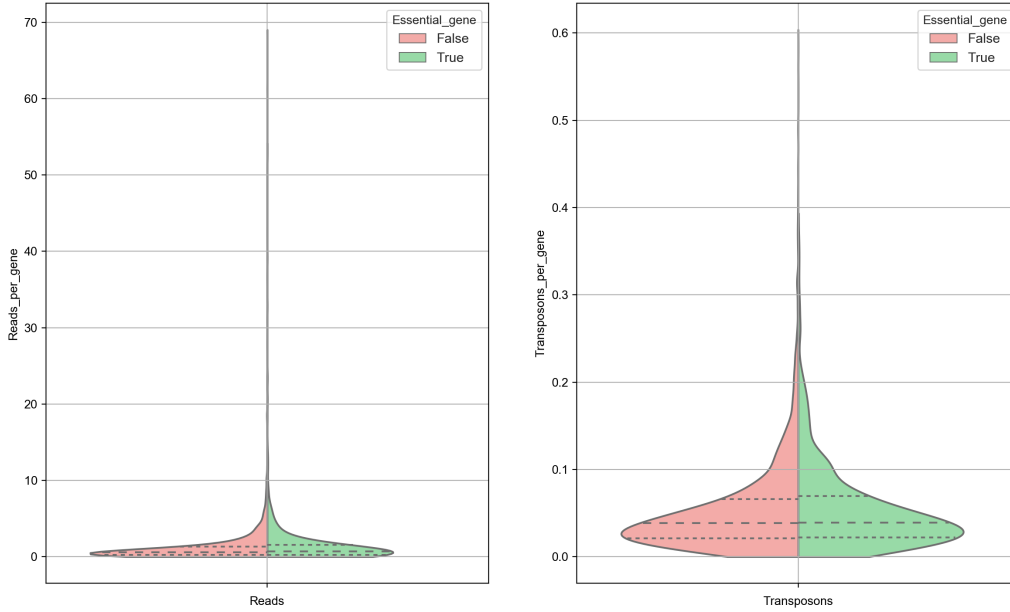 Essential_gene
False
True
70
60
50
40
30
20
10
0
Reads_per_gene
Reads
Essential_gene
False
True
0.6
0.5
0.4
0.3
0.2
0.1
0.0
Transposons_per_gene
Transposons